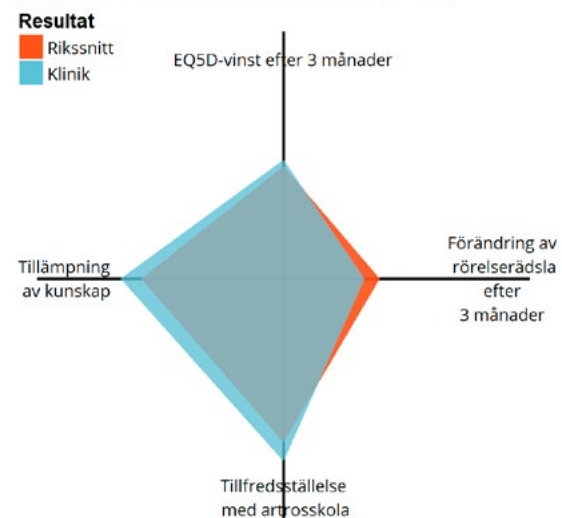 Resultat
Rikssnitt
Klinik
EQ5D-vinst efter 3 månader
Förändring av
rörelserädsla
efter
3 månader
Tillämpning
av kunskap
Tillfredsställelse
med artrosskola